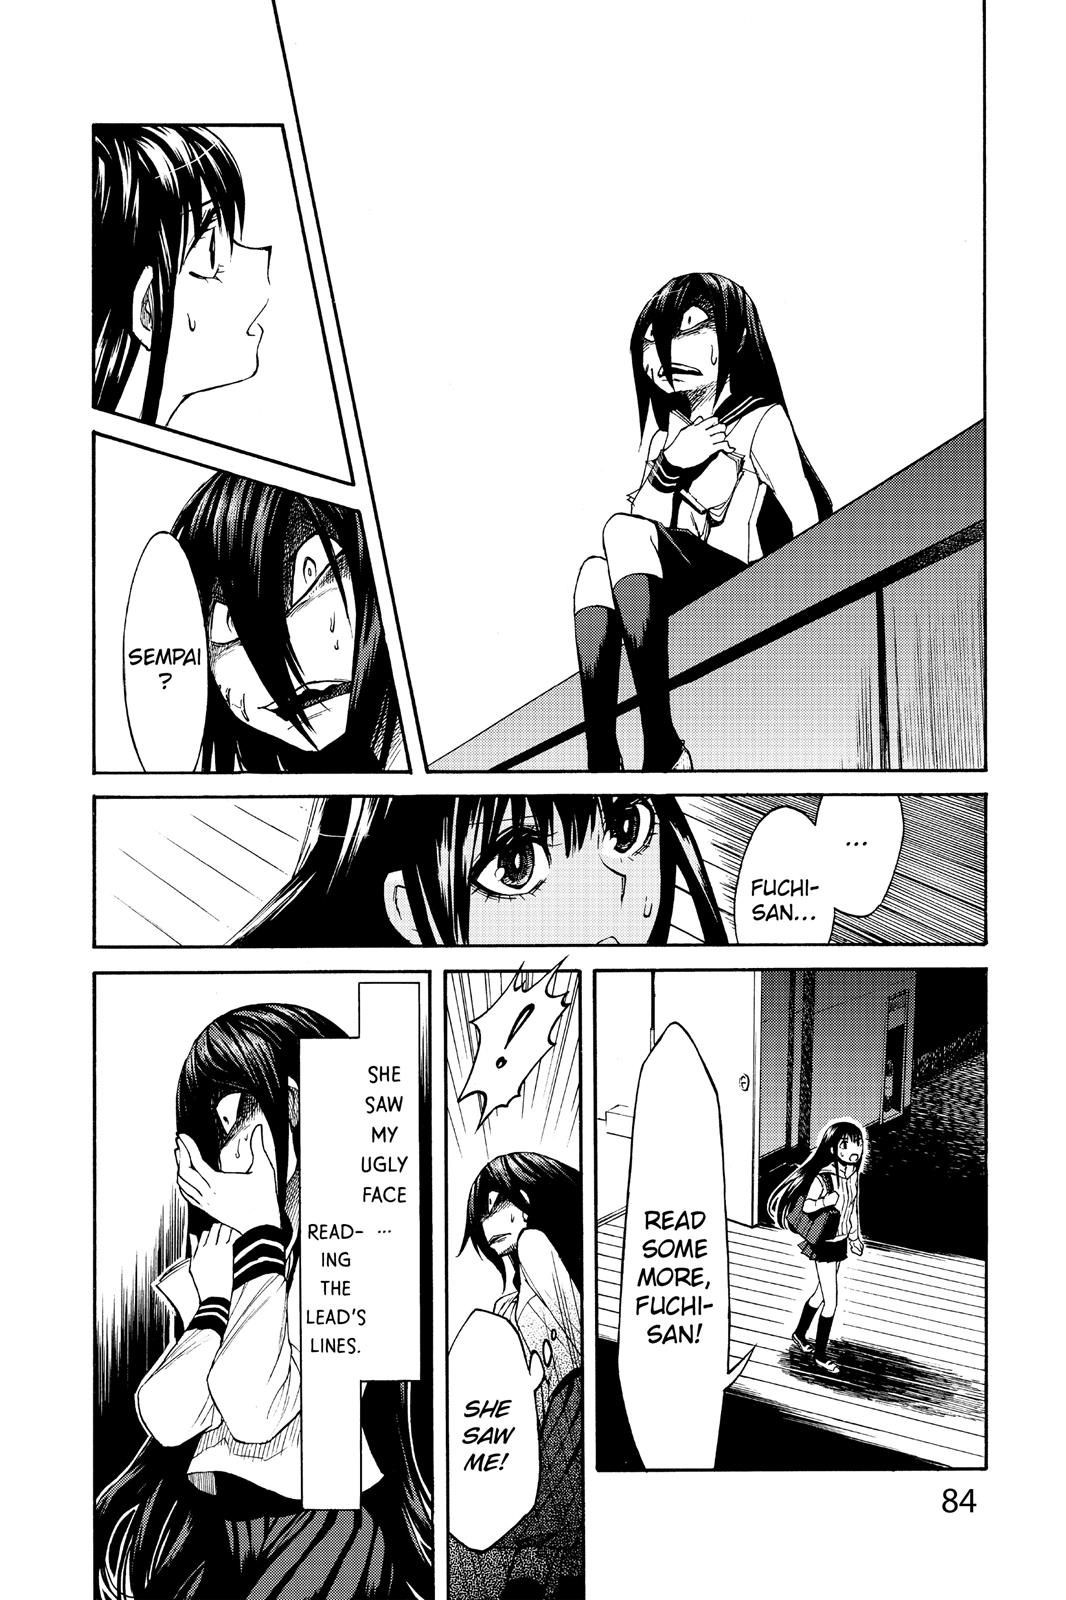 SEMPAI
?
...
FUCHI-
SAN...
READ
SOME
MORE,
FUCHI-
SAN!
!
SHE
SAW
ME!
SHE
SAW
MY
UGLY
FACE
...
READ-
ING
THE
LEAD'S
LINES.
84